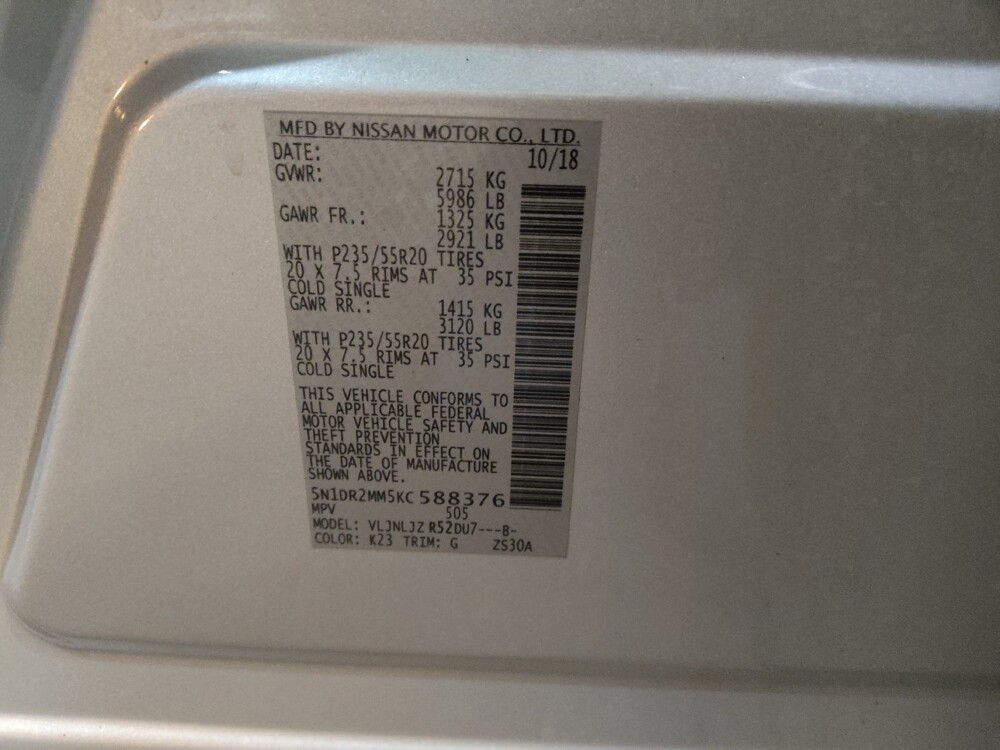 MFD BY NISSAN MOTOR CO., LTD.
DATE: 10/18
GVWR: 2715 KG
5986 LB
GAWR FR.: 1325 KG
2921 LB
WITH P235/55R20 TIRES
20 X 7.5 RIMS AT 35 PSI
COLD SINGLE
GAWR RR.: 1415 KG
3120 LB
WITH P235/55R20 TIRES
20 X 7.5 RIMS AT 35 PSI
COLD SINGLE
THIS VEHICLE CONFORMS TO
ALL APPLICABLE FEDERAL
MOTOR VEHICLE SAFETY AND
THEFT PREVENTION
STANDARDS IN EFFECT ON
THE DATE OF MANUFACTURE
SHOWN ABOVE.
5N1DR2MM5KC588376
MPV 505
MODEL: VLJNLJZ R52DU7---B-
COLOR: K23 TRIM: G ZS30A